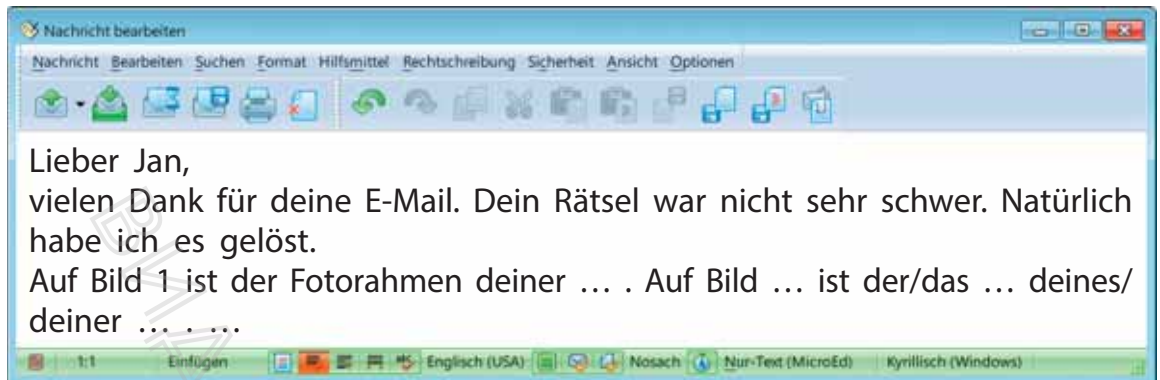 Nachricht bearbeiten
Nachricht Bearbeiten Suchen Format Hilfsmittel Rechtschreibung Sicherheit Ansicht Optionen
Lieber Jan,
vielen Dank für deine E-Mail. Dein Rätsel war nicht sehr schwer. Natürlich
habe ich es gelöst.
Auf Bild 1 ist der Fotorahmen deiner … . Auf Bild … ist der/das … deines/
deiner … . …
1:1 Einfügen Englisch (USA) Nosach Nur-Text (MicroEd) Kyrillisch (Windows)